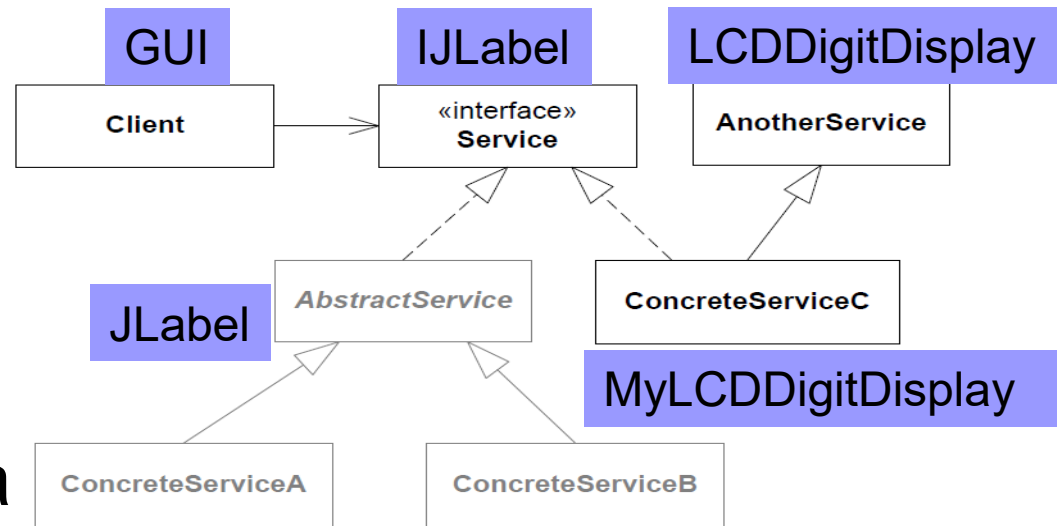 GUI
IJLabel
LCDDigitDisplay
Client
«interface»
Service
AnotherService
AbstractService
ConcreteServiceC
JLabel
MyLCDDigitDisplay
a
ConcreteServiceA
ConcreteServiceB